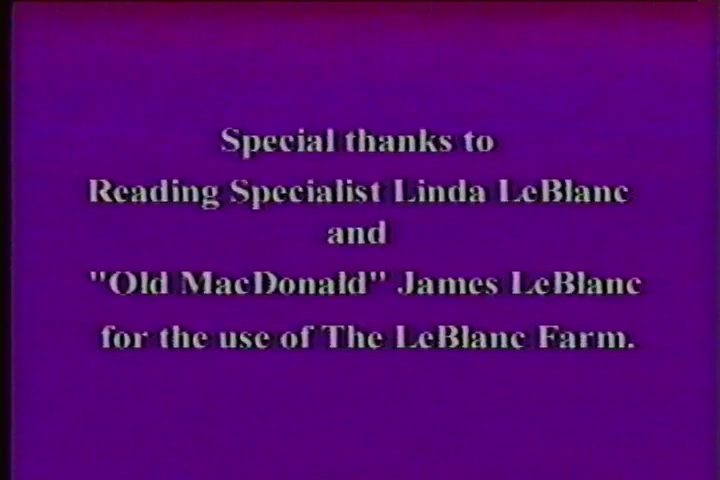 Special thanks to
Reading Specialist Linda LeBlanc
and
"Old MacDonald" James LeBlanc
for the use of The LeBlanc Farm.